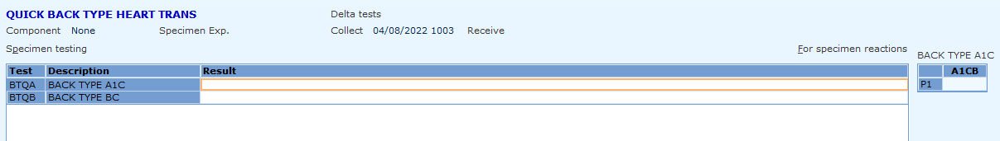 QUICK BACK TYPE HEART TRANS Delta tests
Component None Specimen Exp. Collect 04/08/2022 1003 Receive
Specimen testing For specimen reactions BACK TYPE A1C
Test Description Result A1CB
BTQA BACK TYPE A1C P1
BTQB BACK TYPE BC